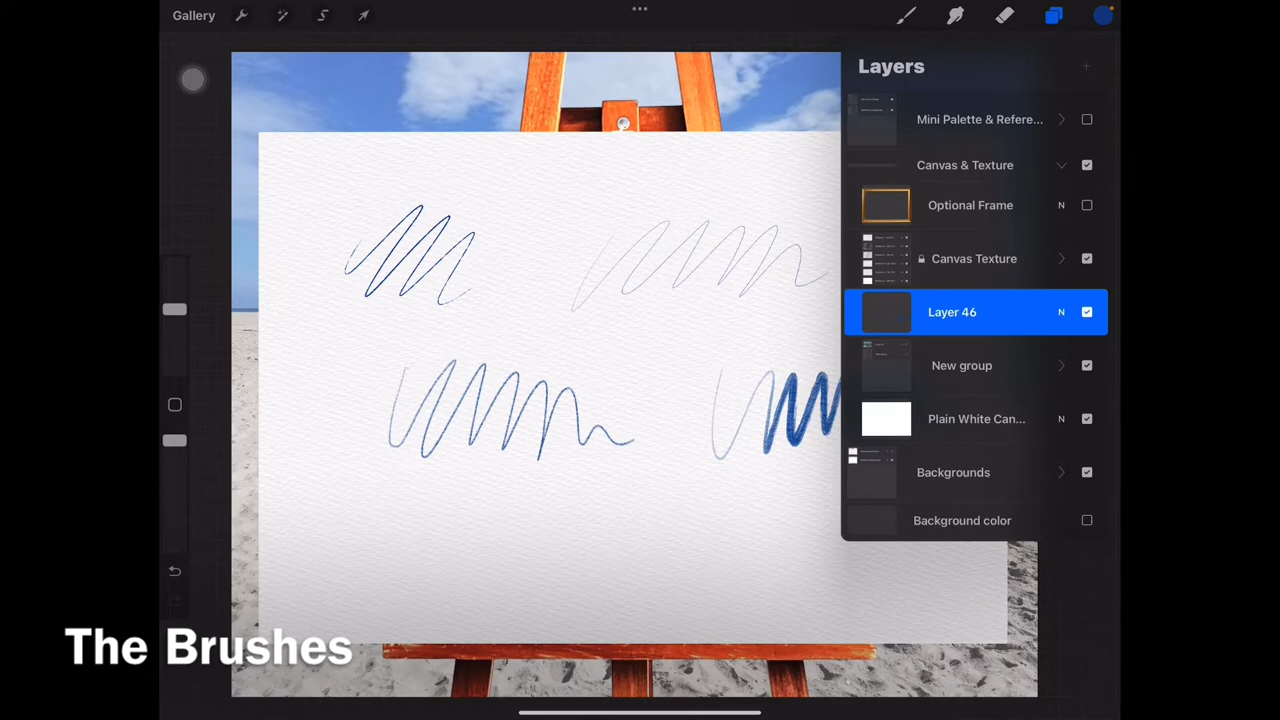 Gallery
Layers
Mini Palette & Refere...
Canvas & Texture
Optional Frame N
Canvas Texture
Layer 46 N
New group
Plain White Can... N
Backgrounds
Background color
The Brushes